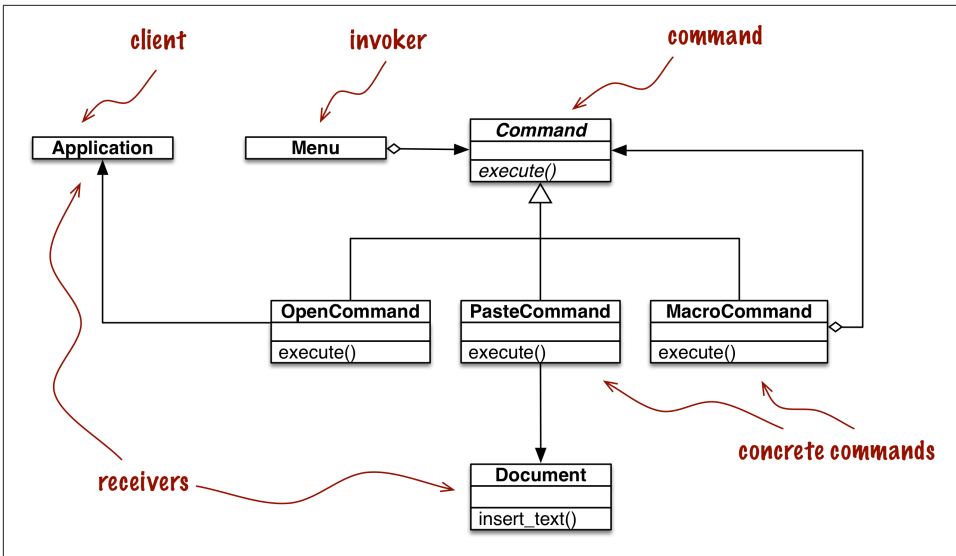 client
invoker
command
Application
Menu
Command
execute()
OpenCommand
execute()
PasteCommand
execute()
MacroCommand
execute()
concrete commands
receivers
Document
insert_text()